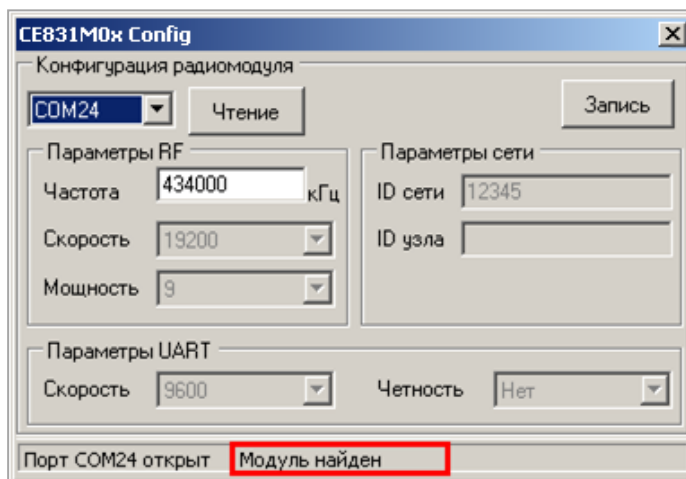 CE831M0x Config
Конфигурация радиомодуля
COM24 Чтение Запись
Параметры RF Параметры сети
Частота 434000 кГц ID сети 12345
Скорость 19200 ID узла
Мощность 9
Параметры UART
Скорость 9600 Четность Нет
Порт COM24 открыт Модуль найден